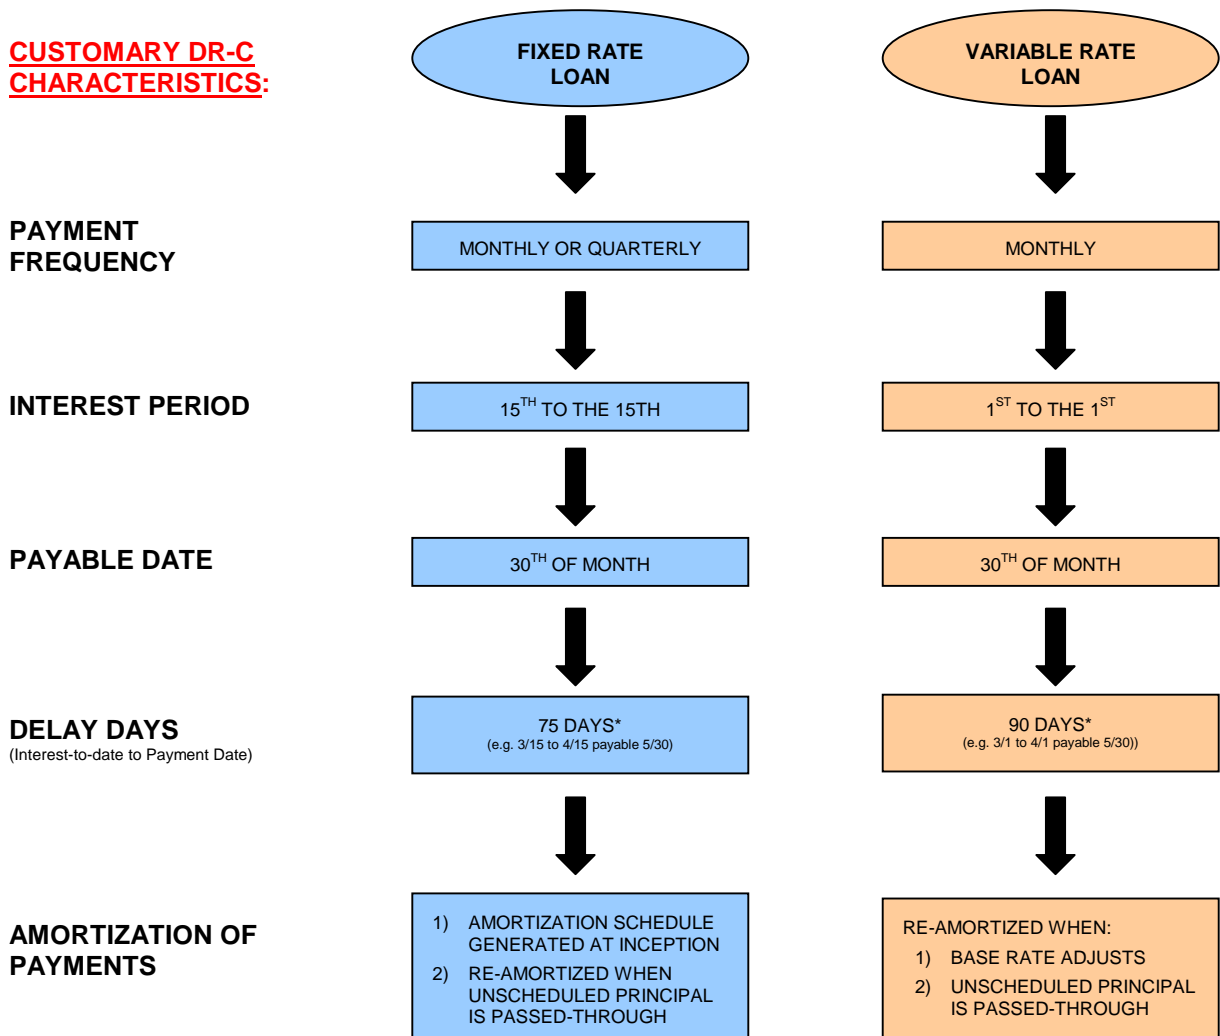 CUSTOMARY DR-C
CHARACTERISTICS:
FIXED RATE
LOAN
VARIABLE RATE
LOAN
PAYMENT
FREQUENCY
MONTHLY OR QUARTERLY
MONTHLY
INTEREST PERIOD
15TH TO THE 15TH
1ST TO THE 1ST
PAYABLE DATE
30TH OF MONTH
30TH OF MONTH
DELAY DAYS
(Interest-to-date to Payment Date)
75 DAYS*
(e.g. 3/15 to 4/15 payable 5/30)
90 DAYS*
(e.g. 3/1 to 4/1 payable 5/30))
AMORTIZATION OF
PAYMENTS
1) AMORTIZATION SCHEDULE
GENERATED AT INCEPTION
2) RE-AMORTIZED WHEN
UNSCHEDULED PRINCIPAL
IS PASSED-THROUGH
RE-AMORTIZED WHEN:
1) BASE RATE ADJUSTS
2) UNSCHEDULED PRINCIPAL
IS PASSED-THROUGH